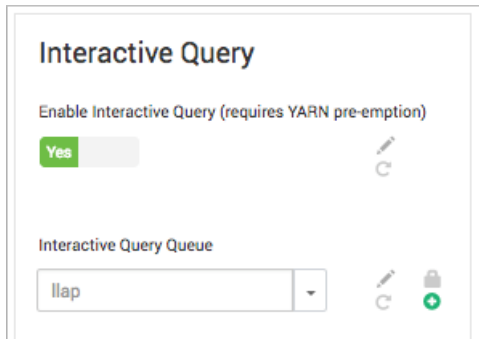 Interactive Query
Enable Interactive Query (requires YARN pre-emption)
Yes
Interactive Query Queue
llap